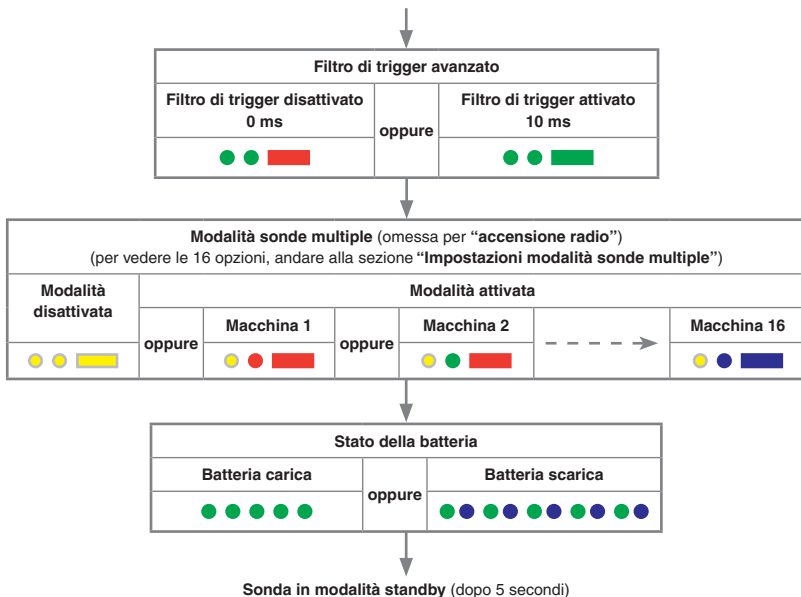 Filtro di trigger avanzato
Filtro di trigger disattivato
0 ms
oppure
Filtro di trigger attivato
10 ms
Modalità sonde multiple (omessa per “accensione radio”)
(per vedere le 16 opzioni, andare alla sezione “Impostazioni modalità sonde multiple”)
Modalità
disattivata
Modalità attivata
oppure
Macchina 1
oppure
Macchina 2
Macchina 16
Stato della batteria
Batteria carica
oppure
Batteria scarica
Sonda in modalità standby (dopo 5 secondi)